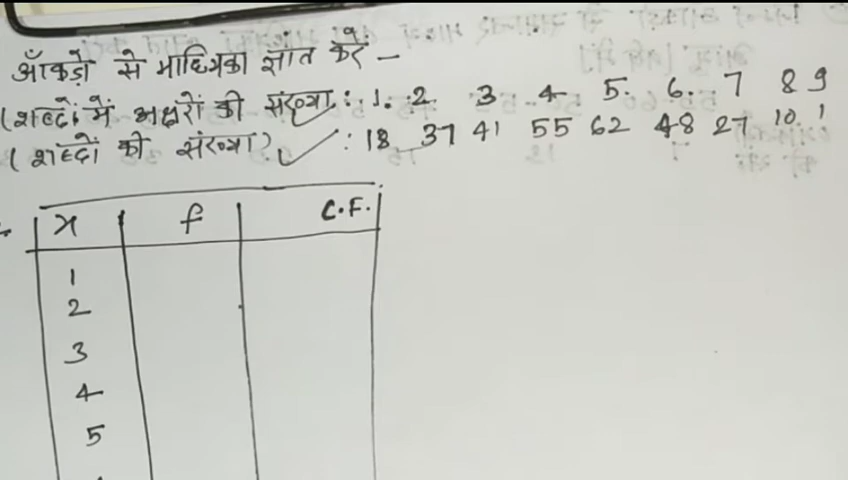 आँकड़ो से माध्यिका ज्ञात करें -
(शब्दों में अक्षरों की संख्या : 1. 2. 3 4 5. 6. 7 8 9
( शब्दों की संख्या) : 13 37 41 55 62 48 27 10 1
x f C.F.
1
2
3
4
5